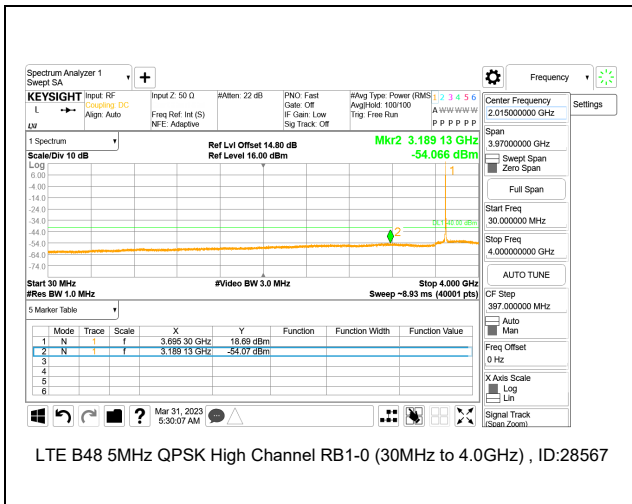 Spectrum Analyzer 1
Swept SA
+
Frequency
KEYSIGHT
L
LXI
Input: RF
Coupling: DC
Align: Auto
Input Z: 50 Ω
Freq Ref: Int (S)
NFE: Adaptive
#Atten: 22 dB
PNO: Fast
Gate: Off
IF Gain: Low
Sig Track: Off
#Avg Type: Power (RMS
Avg|Hold: 100/100
Trig: Free Run
1 2 3 4 5 6
A W W W W W
P P P P P P
1 Spectrum
Scale/Div 10 dB
Ref Lvl Offset 14.80 dB
Ref Level 16.00 dBm
Mkr2 3.189 13 GHz
-54.066 dBm
Log
6.00
-4.00
-14.0
-24.0
-34.0
-44.0
-54.0
-64.0
-74.0
1
2
DL1 -40.00 dBm
Start 30 MHz
#Video BW 3.0 MHz
Stop 4.000 GHz
#Res BW 1.0 MHz
Sweep ~8.93 ms (40001 pts)
5 Marker Table
Mode Trace Scale X Y Function Function Width Function Value
1 N 1 f 3.695 30 GHz 18.69 dBm
2 N 1 f 3.189 13 GHz -54.07 dBm
3
4
5
6
?
Mar 31, 2023
5:30:07 AM
Settings
Center Frequency
2.015000000 GHz
Span
3.97000000 GHz
Swept Span
Zero Span
Full Span
Start Freq
30.000000 MHz
Stop Freq
4.000000000 GHz
AUTO TUNE
CF Step
397.000000 MHz
Auto
Man
Freq Offset
0 Hz
X Axis Scale
Log
Lin
Signal Track
(Span Zoom)
LTE B48 5MHz QPSK High Channel RB1-0 (30MHz to 4.0GHz) , ID:28567